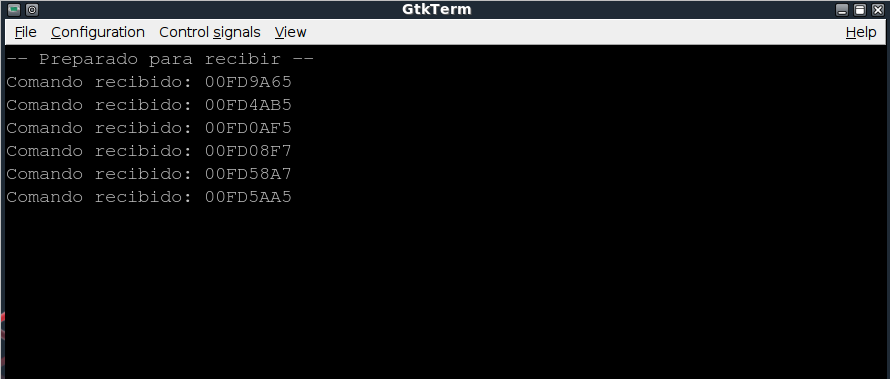 GtkTerm
File Configuration Control signals View Help
-- Preparado para recibir --
Comando recibido: 00FD9A65
Comando recibido: 00FD4AB5
Comando recibido: 00FD0AF5
Comando recibido: 00FD08F7
Comando recibido: 00FD58A7
Comando recibido: 00FD5AA5